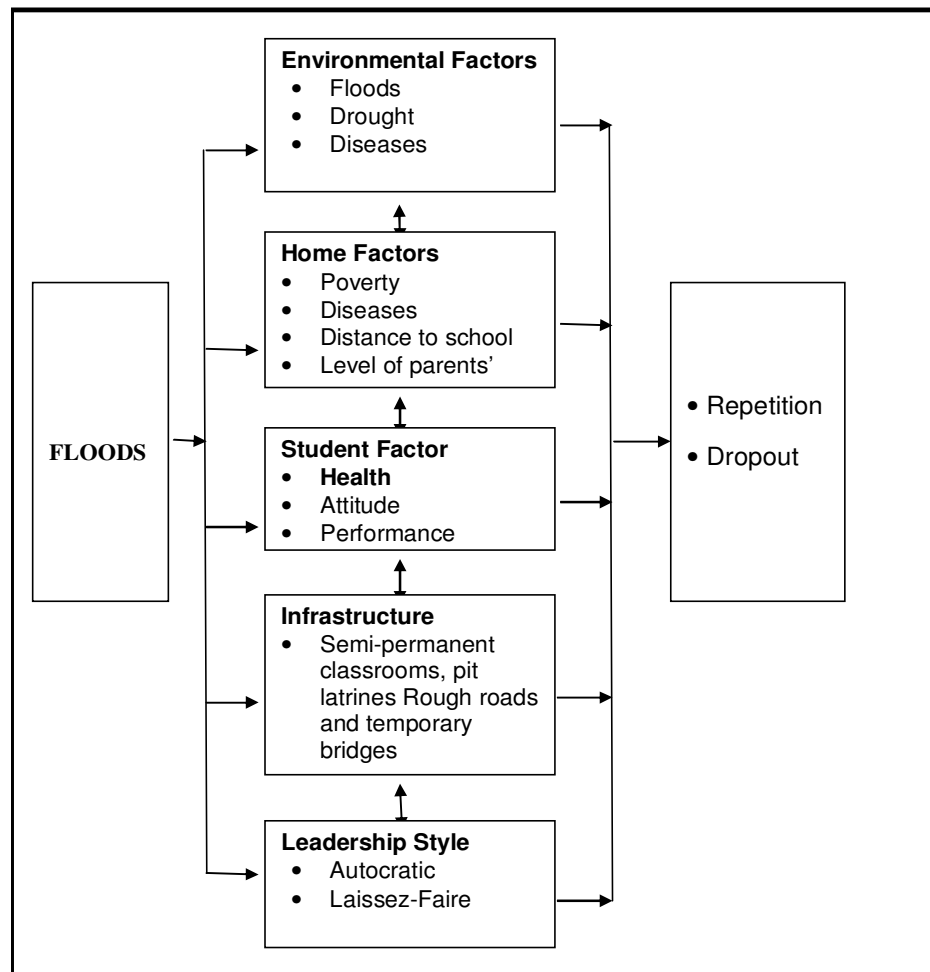 FLOODS
Environmental Factors
• Floods
• Drought
• Diseases
Home Factors
• Poverty
• Diseases
• Distance to school
• Level of parents’
Student Factor
• Health
• Attitude
• Performance
Infrastructure
• Semi-permanent
classrooms, pit
latrines Rough roads
and temporary
bridges
Leadership Style
• Autocratic
• Laissez-Faire
• Repetition
• Dropout